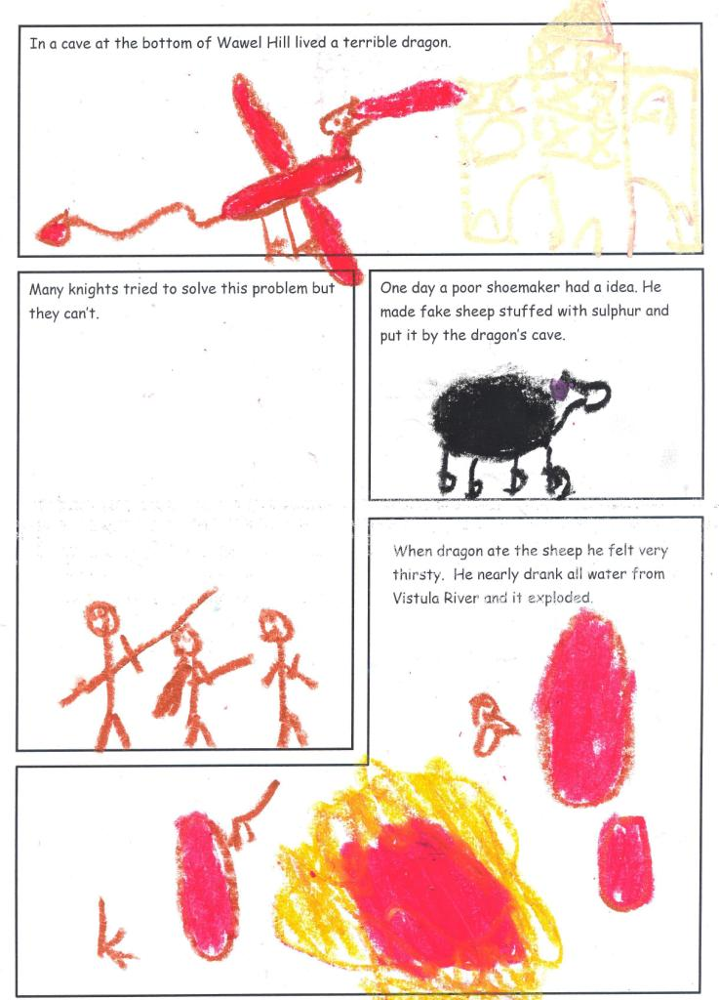 In a cave at the bottom of Wawel Hill lived a terrible dragon.
Many knights tried to solve this problem but
they can't.
One day a poor shoemaker had a idea. He
made fake sheep stuffed with sulphur and
put it by the dragon's cave.
When dragon ate the sheep he felt very
thirsty. He nearly drank all water from
Vistula River and it exploded.